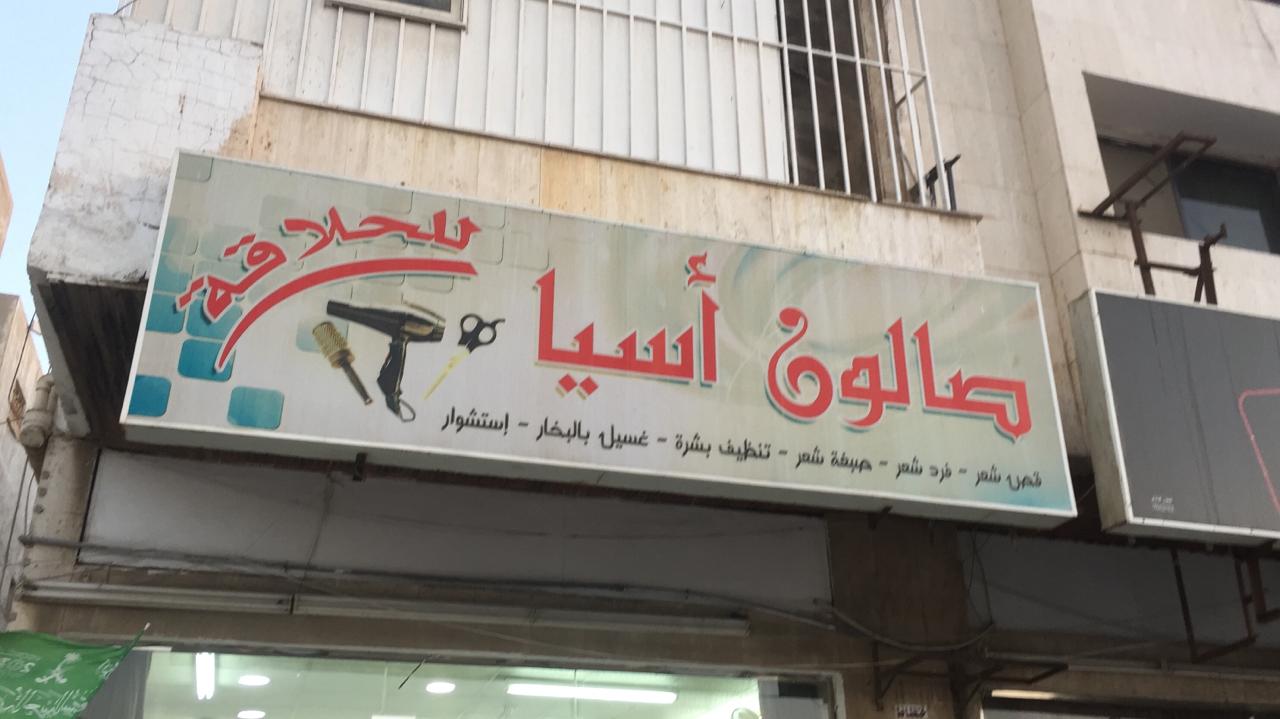 صالون أسيا للحلاقة
قص شعر - فرد شعر - صبغة شعر - تنظيف بشرة - غسيل بالبخار - إستشوار